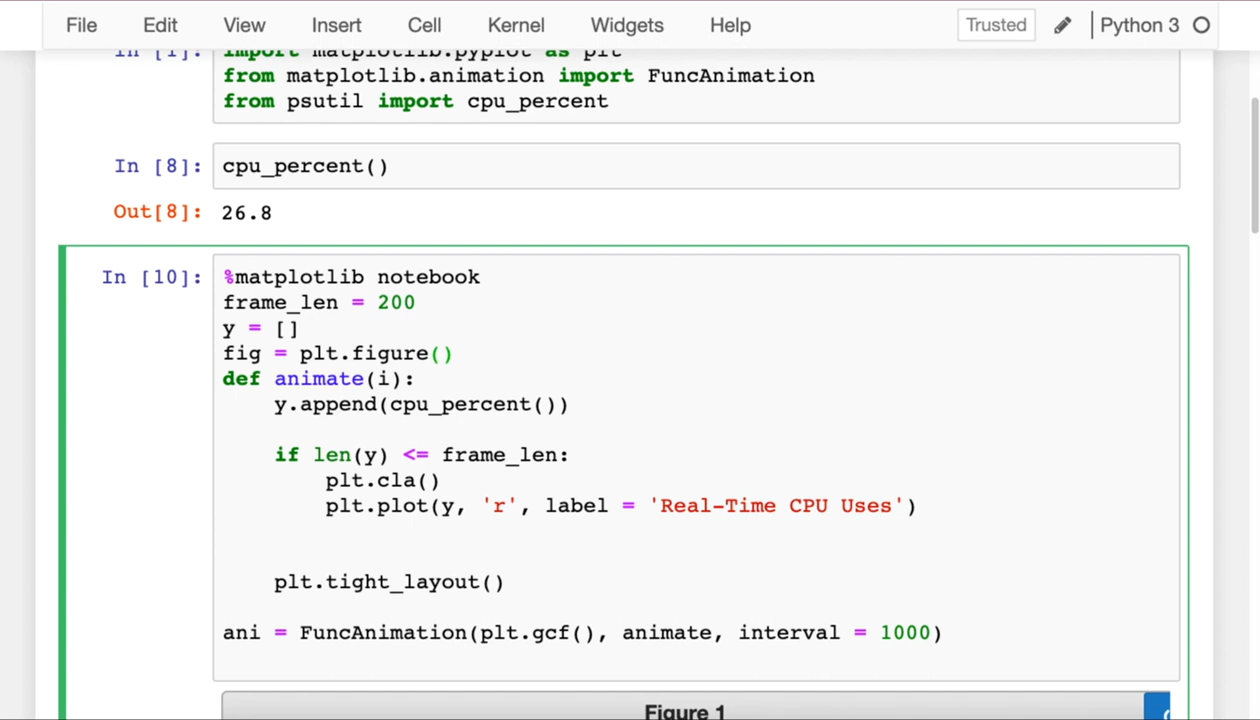 File Edit View Insert Cell Kernel Widgets Help Trusted Python 3
In [1]: import matplotlib.pyplot as plt
from matplotlib.animation import FuncAnimation
from psutil import cpu_percent
In [8]: cpu_percent()
Out[8]: 26.8
In [10]: %matplotlib notebook
frame_len = 200
y = []
fig = plt.figure()
def animate(i):
    y.append(cpu_percent())
    if len(y) <= frame_len:
        plt.cla()
        plt.plot(y, 'r', label = 'Real-Time CPU Uses')
    plt.tight_layout()
ani = FuncAnimation(plt.gcf(), animate, interval = 1000)
Figure 1